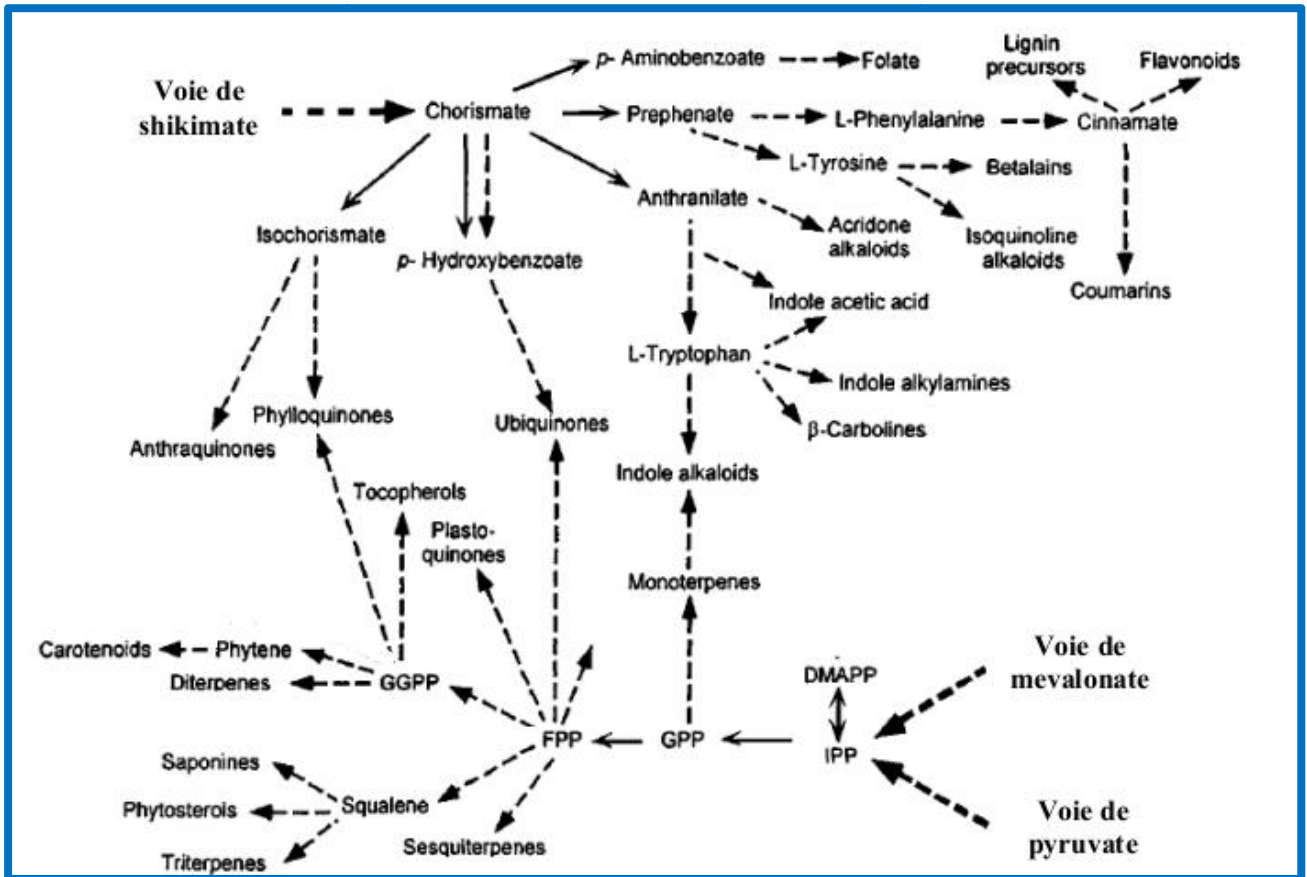 p- Aminobenzoate
Folate
Lignin
precursors
Flavonoids
Voie de
shikimate
Chorismate
Prephenate
L-Phenylalanine
Cinnamate
L-Tyrosine
Betalains
Anthranilate
Acridone
alkaloids
Isoquinoline
alkaloids
Coumarins
Isochorismate
p- Hydroxybenzoate
Indole acetic acid
L-Tryptophan
Indole alkylamines
β-Carbolines
Phylloquinones
Ubiquinones
Anthraquinones
Indole alkaloids
Tocopherols
Plasto-
quinones
Monoterpenes
Carotenoids
Phytene
Diterpenes
GGPP
DMAPP
Voie de
mevalonate
FPP
GPP
IPP
Saponines
Phytosterols
Squalene
Triterpenes
Sesquiterpenes
Voie de
pyruvate